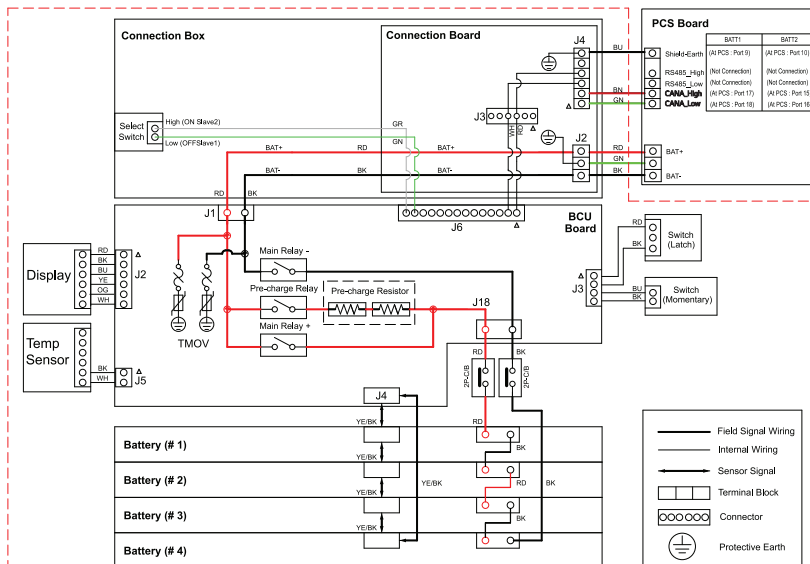 Connection Box
Connection Board
J4
BU
BN
GN
PCS Board
BATT1
BATT2
Shield-Earth
(At PCS : Port 9)
(At PCS : Port 10)
RS485_High
(Not Connection)
(Not Connection)
RS485_Low
(Not Connection)
(Not Connection)
CANA_High
(At PCS : Port 17)
(At PCS : Port 15
CANA_Low
(At PCS : Port 18)
(At PCS : Port 16
Select
Switch
High (ON Slave2)
Low (OFFSlave1)
GR
GN
J3
WH
RD
J2
BAT+
RD
BAT+
RD
BAT+
GN
BAT-
BK
BAT-
BK
BAT-
RD
BK
J1
J6
BCU
Board
Display
RD
BK
BU
YE
OG
WH
J2
Temp
Sensor
BK
WH
J5
TMOV
Main Relay -
Pre-charge Relay
Pre-charge Resistor
Main Relay +
J18
J3
RD
BK
Switch
(Latch)
BU
BK
Switch
(Momentary)
RD
BK
2P-C/B
2P-C/B
J4
YE/BK
RD
Battery (# 1)
YE/BK
BK
Battery (# 2)
YE/BK
YE/BK
RD
BK
Battery (# 3)
YE/BK
BK
Battery (# 4)
Field Signal Wiring
Internal Wiring
Sensor Signal
Terminal Block
Connector
Protective Earth